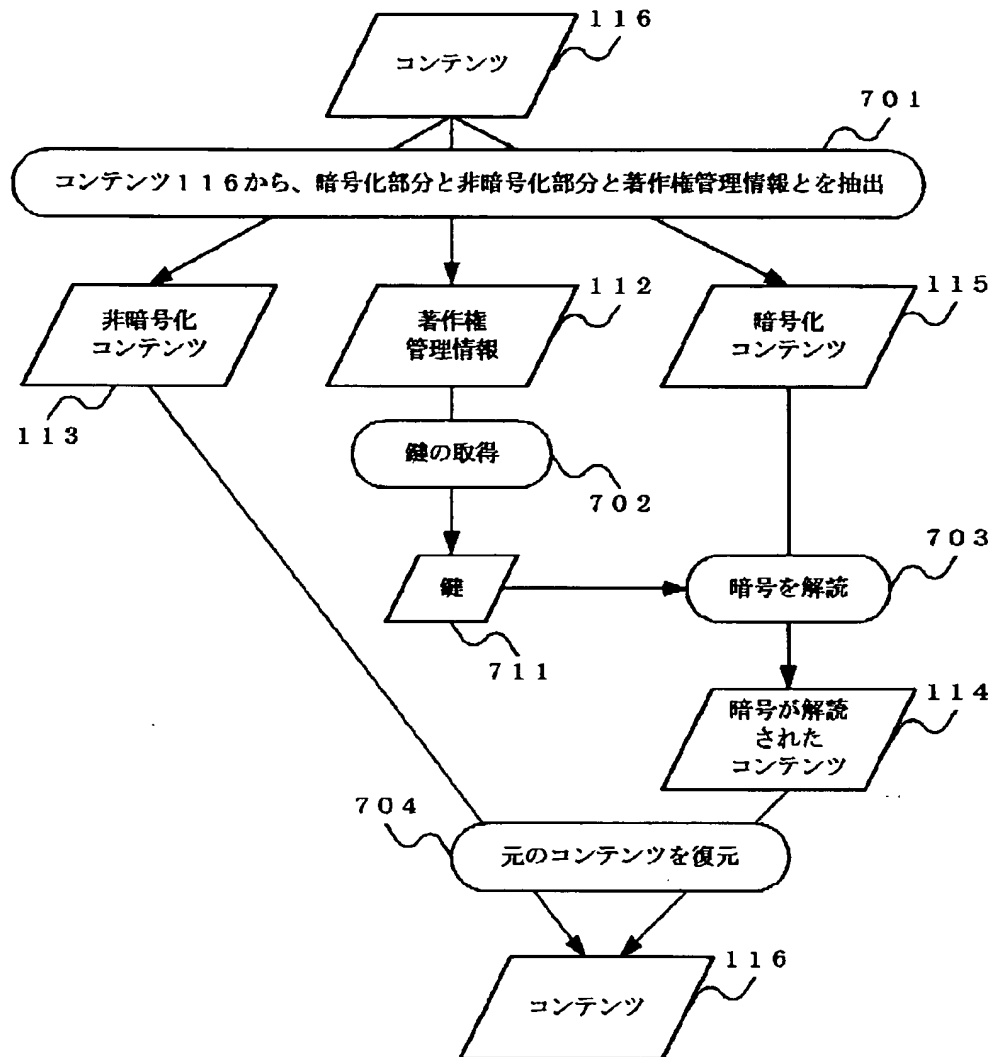 116
コンテンツ
701
コンテンツ116から、暗号化部分と非暗号化部分と著作権管理情報とを抽出
非暗号化
コンテンツ
113
112
著作権
管理情報
115
暗号化
コンテンツ
鍵の取得
702
鍵
711
703
暗号を解読
114
暗号が解読
された
コンテンツ
704
元のコンテンツを復元
116
コンテンツ